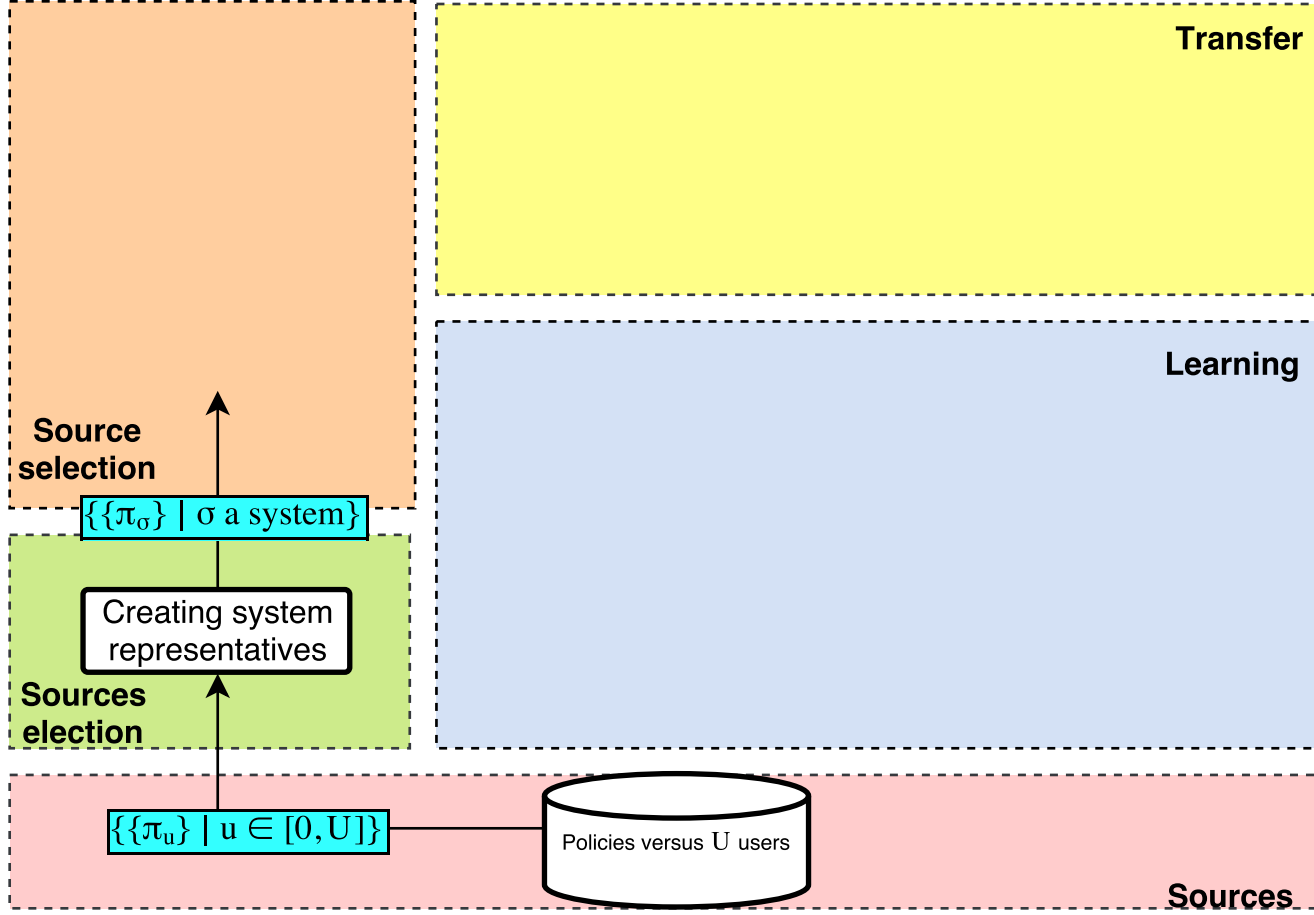 Transfer
Learning
Source
selection
{{π_σ} | σ a system}
Creating system
representatives
Sources
election
{{π_u} | u ∈ [0, U]}
Policies versus U users
Sources